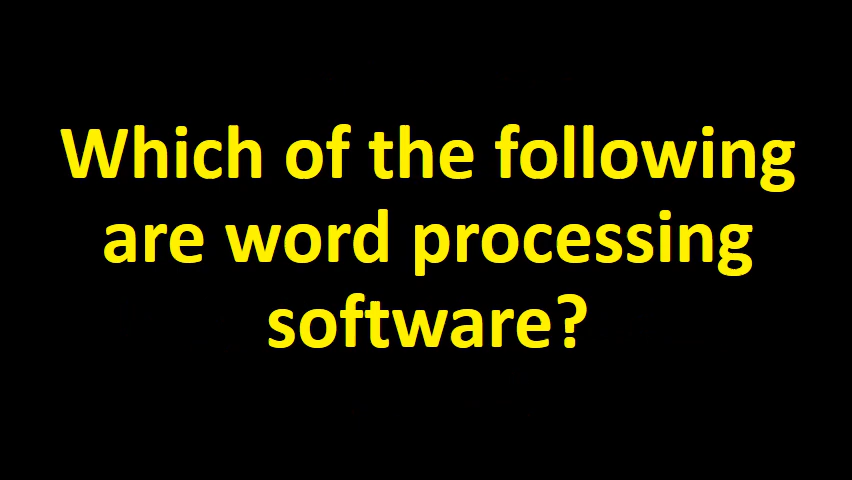 Which of the following
are word processing
software?